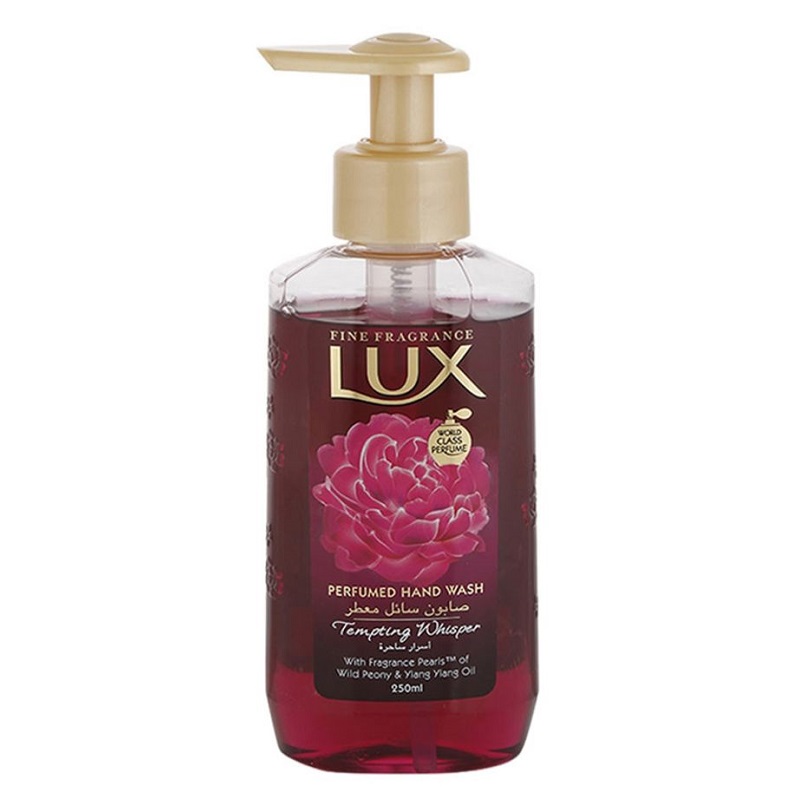 FINE FRAGRANCE
LUX
WORLD
CLASS
PERFUME
PERFUMED HAND WASH
صابون سائل معطر
Tempting Whisper
أسرار ساحرة
With Fragrance Pearls™ of
Wild Peony & Ylang Ylang Oil
250ml